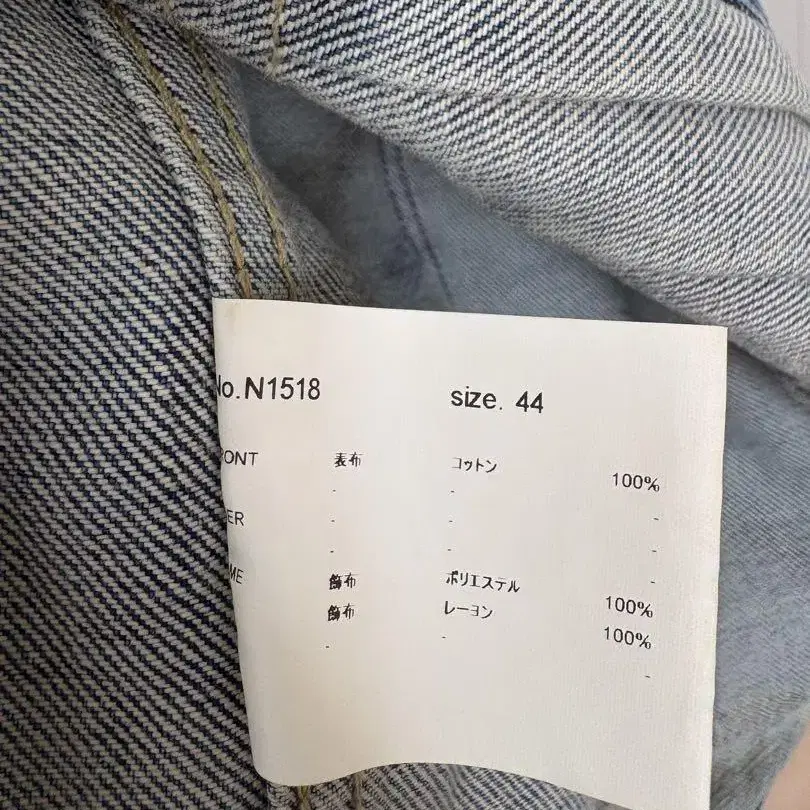 No.N1518 size. 44
RONT 表布 コットン 100%
- -
ER - - -
- - -
ME 飾布 ポリエステル 100%
飾布 レーヨン 100%
- - -